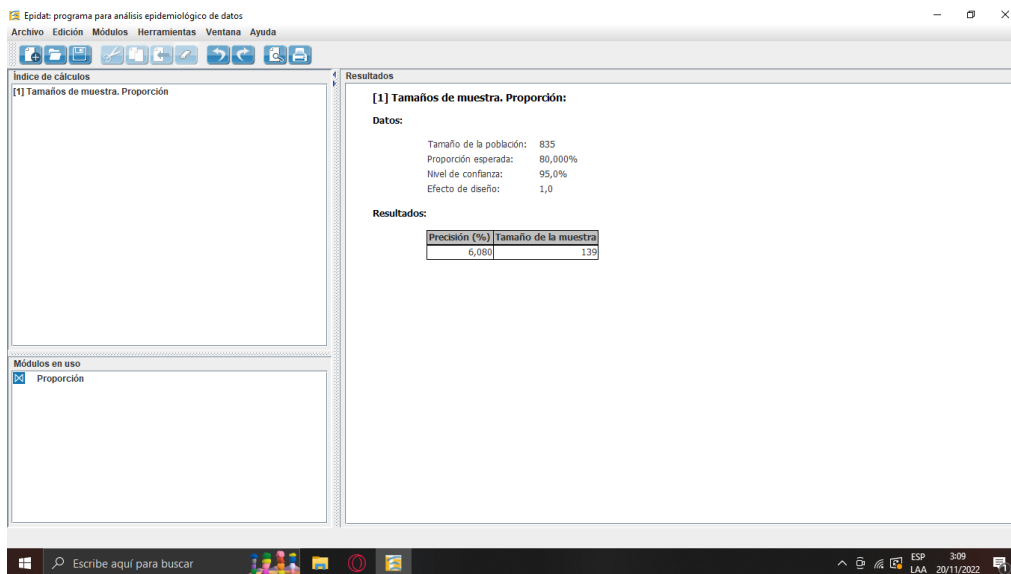 Epidat: programa para análisis epidemiológico de datos
Archivo Edición Módulos Herramientas Ventana Ayuda
Índice de cálculos
[1] Tamaños de muestra. Proporción
Resultados
[1] Tamaños de muestra. Proporción:
Datos:
Tamaño de la población: 835
Proporción esperada: 80,000%
Nivel de confianza: 95,0%
Efecto de diseño: 1,0
Resultados:
Precisión (%) Tamaño de la muestra
6,080 139
Módulos en uso
Proporción
Escribe aquí para buscar
ESP 3:09
LAA 20/11/2022